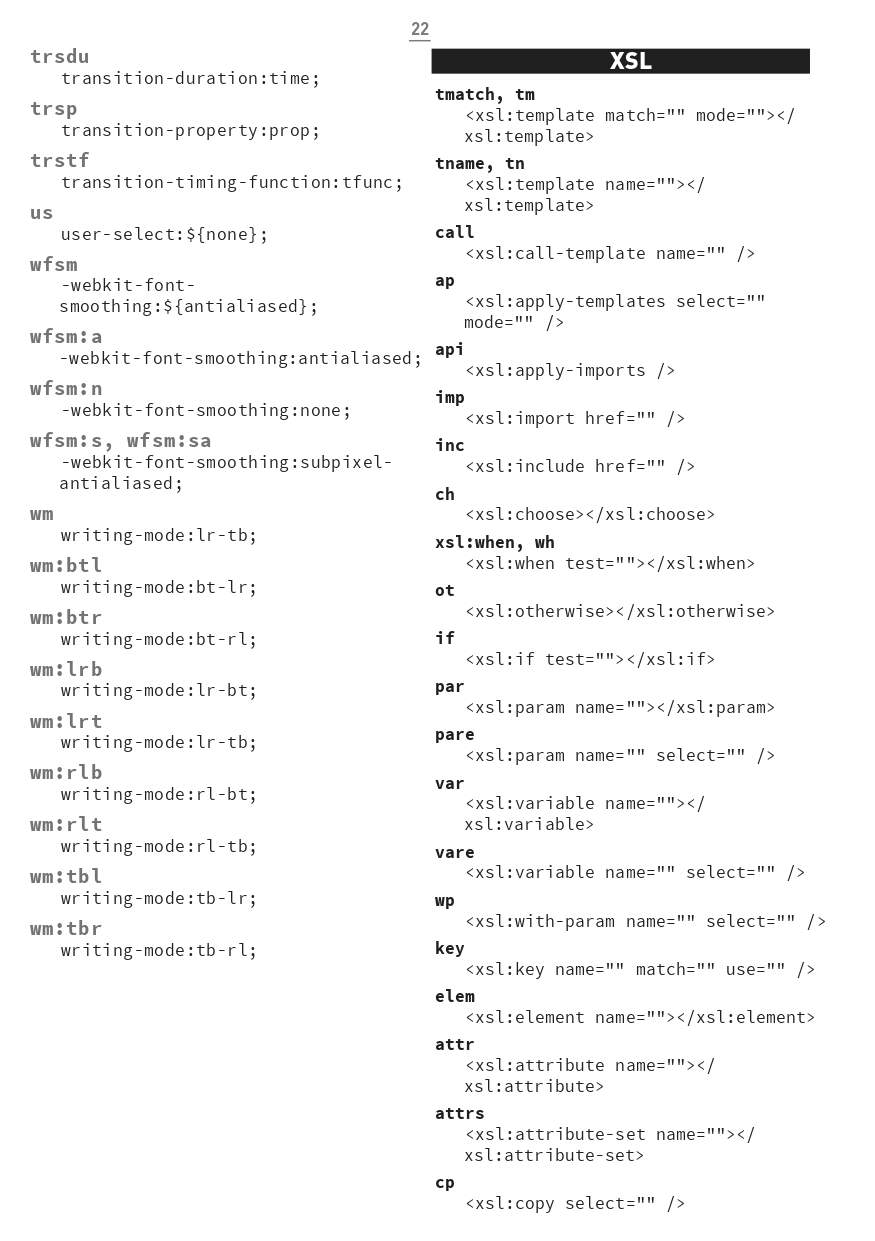 22
trsdu
transition-duration:time;
trsp
transition-property:prop;
trstf
transition-timing-function:tfunc;
us
user-select:${none};
wfsm
-webkit-font-
smoothing:${antialiased};
wfsm:a
-webkit-font-smoothing:antialiased;
wfsm:n
-webkit-font-smoothing:none;
wfsm:s, wfsm:sa
-webkit-font-smoothing:subpixel-
antialiased;
wm
writing-mode:lr-tb;
wm:btl
writing-mode:bt-lr;
wm:btr
writing-mode:bt-rl;
wm:lrb
writing-mode:lr-bt;
wm:lrt
writing-mode:lr-tb;
wm:rlb
writing-mode:rl-bt;
wm:rlt
writing-mode:rl-tb;
wm:tbl
writing-mode:tb-lr;
wm:tbr
writing-mode:tb-rl;
XSL
tmatch, tm
<xsl:template match="" mode=""></
xsl:template>
tname, tn
<xsl:template name=""></
xsl:template>
call
<xsl:call-template name="" />
ap
<xsl:apply-templates select=""
mode="" />
api
<xsl:apply-imports />
imp
<xsl:import href="" />
inc
<xsl:include href="" />
ch
<xsl:choose></xsl:choose>
xsl:when, wh
<xsl:when test=""></xsl:when>
ot
<xsl:otherwise></xsl:otherwise>
if
<xsl:if test=""></xsl:if>
par
<xsl:param name=""></xsl:param>
pare
<xsl:param name="" select="" />
var
<xsl:variable name=""></
xsl:variable>
vare
<xsl:variable name="" select="" />
wp
<xsl:with-param name="" select="" />
key
<xsl:key name="" match="" use="" />
elem
<xsl:element name=""></xsl:element>
attr
<xsl:attribute name=""></
xsl:attribute>
attrs
<xsl:attribute-set name=""></
xsl:attribute-set>
cp
<xsl:copy select="" />